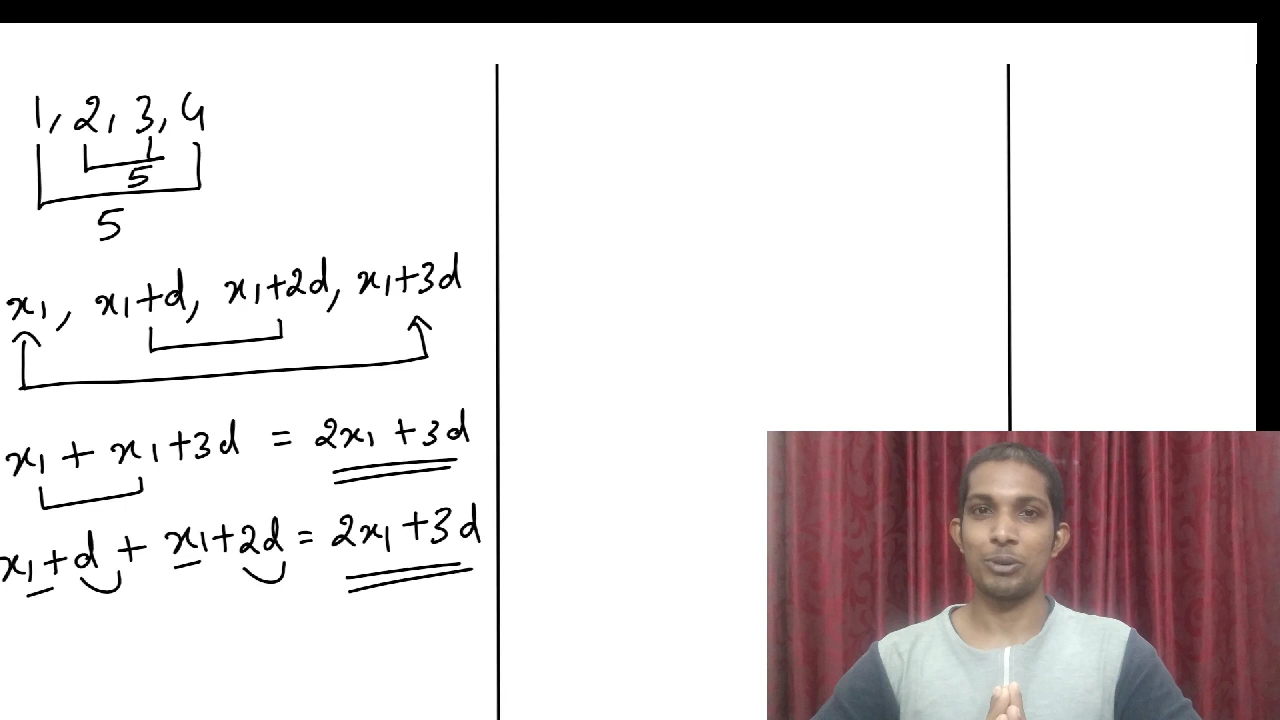 1, 2, 3, 4
5
5
x₁, x₁+d, x₁+2d, x₁+3d
x₁ + x₁+3d = 2x₁ +3d
x₁+d + x₁+2d = 2x₁+3d